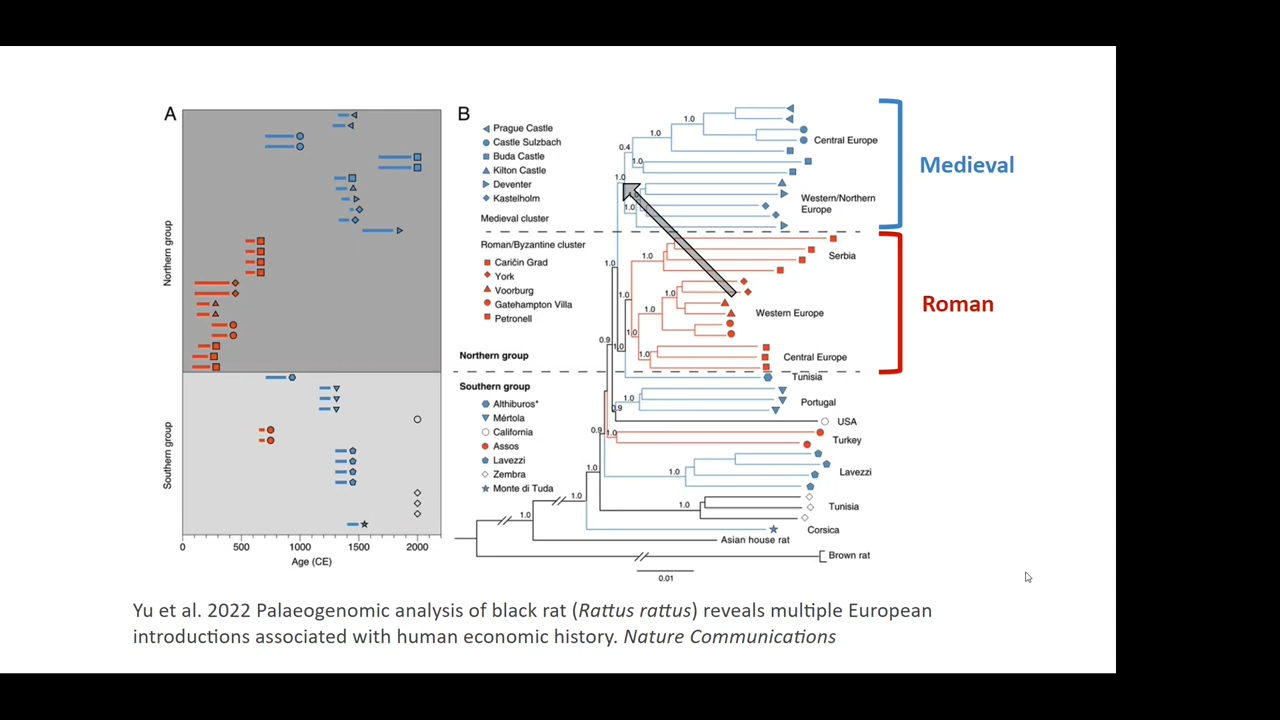 A
Northern group
Southern group
0
500
1000
1500
2000
Age (CE)
B
Prague Castle
Castle Sulzbach
Buda Castle
Kilton Castle
Deventer
Kastelholm
Medieval cluster
Roman/Byzantine cluster
Caričin Grad
York
Voorburg
Gatehampton Villa
Petronell
Northern group
Southern group
Althiburos*
Mértola
California
Assos
Lavezzi
Zembra
Monte di Tuda
1.0
1.0
0.4
1.0
1.0
1.0
1.0
1.0
1.0
1.0
1.0
1.0
0.9
1.0
1.0
1.0
0.9
0.9
1.0
1.0
1.0
1.0
1.0
1.0
Central Europe
Western/Northern
Europe
Serbia
Western Europe
Central Europe
Tunisia
Portugal
USA
Turkey
Lavezzi
Tunisia
Corsica
Asian house rat
Brown rat
0.01
Medieval
Roman
Yu et al. 2022 Palaeogenomic analysis of black rat (Rattus rattus) reveals multiple European
introductions associated with human economic history. Nature Communications